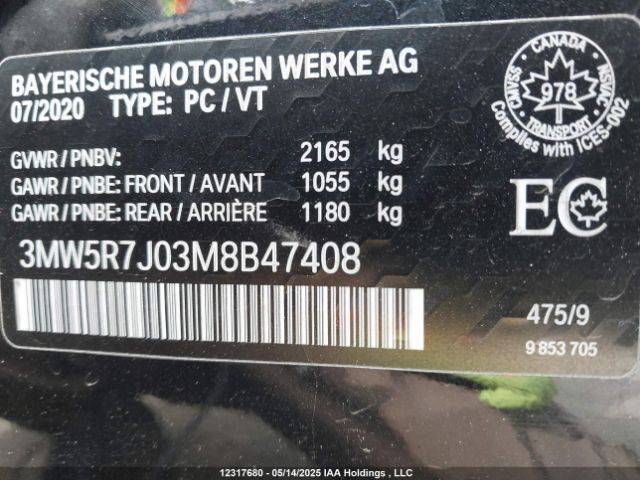 BAYERISCHE MOTOREN WERKE AG
07/2020 TYPE: PC / VT
CANADA
CMVSS
NSVAC
978
TRANSPORT
Complies with ICES-002
GVWR / PNBV: 2165 kg
GAWR / PNBE: FRONT / AVANT 1055 kg
GAWR / PNBE: REAR / ARRIÈRE 1180 kg
EC
3MW5R7J03M8B47408
475/9
9 853 705
12317680 - 05/14/2025 IAA Holdings , LLC